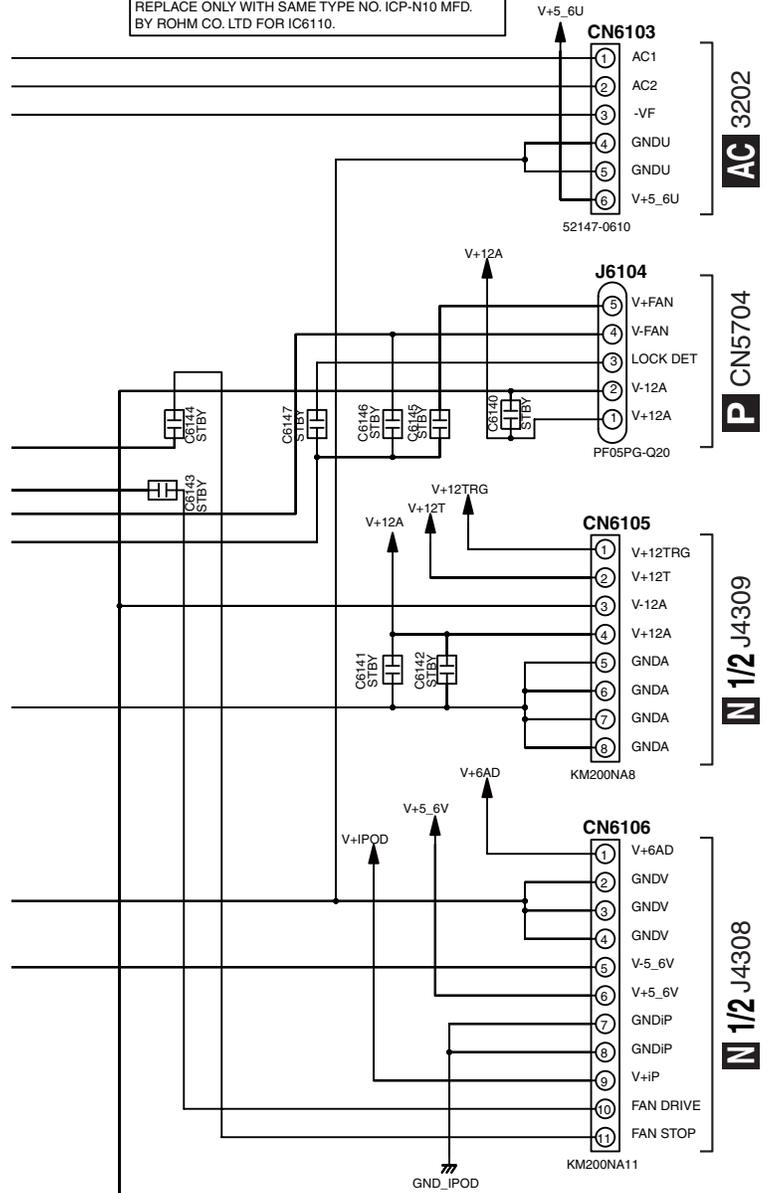 REPLACE ONLY WITH SAME TYPE NO. ICP-N10 MFD.
BY ROHM CO. LTD FOR IC6110.
V+5_6U
CN6103
1 AC1
2 AC2
3 -VF
4 GNDU
5 GNDU
6 V+5_6U
52147-0610
AC 3202
V+12A
J6104
5 V+FAN
4 V-FAN
3 LOCK DET
2 V-12A
1 V+12A
PF05PG-Q20
P CN5704
C6144
STBY
C6147
STBY
C6146
STBY
C6145
STBY
C6140
STBY
C6143
STBY
V+12TRG
V+12T
V+12A
CN6105
1 V+12TRG
2 V+12T
3 V-12A
4 V+12A
5 GNDA
6 GNDA
7 GNDA
8 GNDA
KM200NA8
N 1/2 J4309
C6141
STBY
C6142
STBY
V+6AD
V+5_6V
V+IPOD
CN6106
1 V+6AD
2 GNDV
3 GNDV
4 GNDV
5 V-5_6V
6 V+5_6V
7 GNDiP
8 GNDiP
9 V+iP
10 FAN DRIVE
11 FAN STOP
KM200NA11
N 1/2 J4308
GND_IPOD